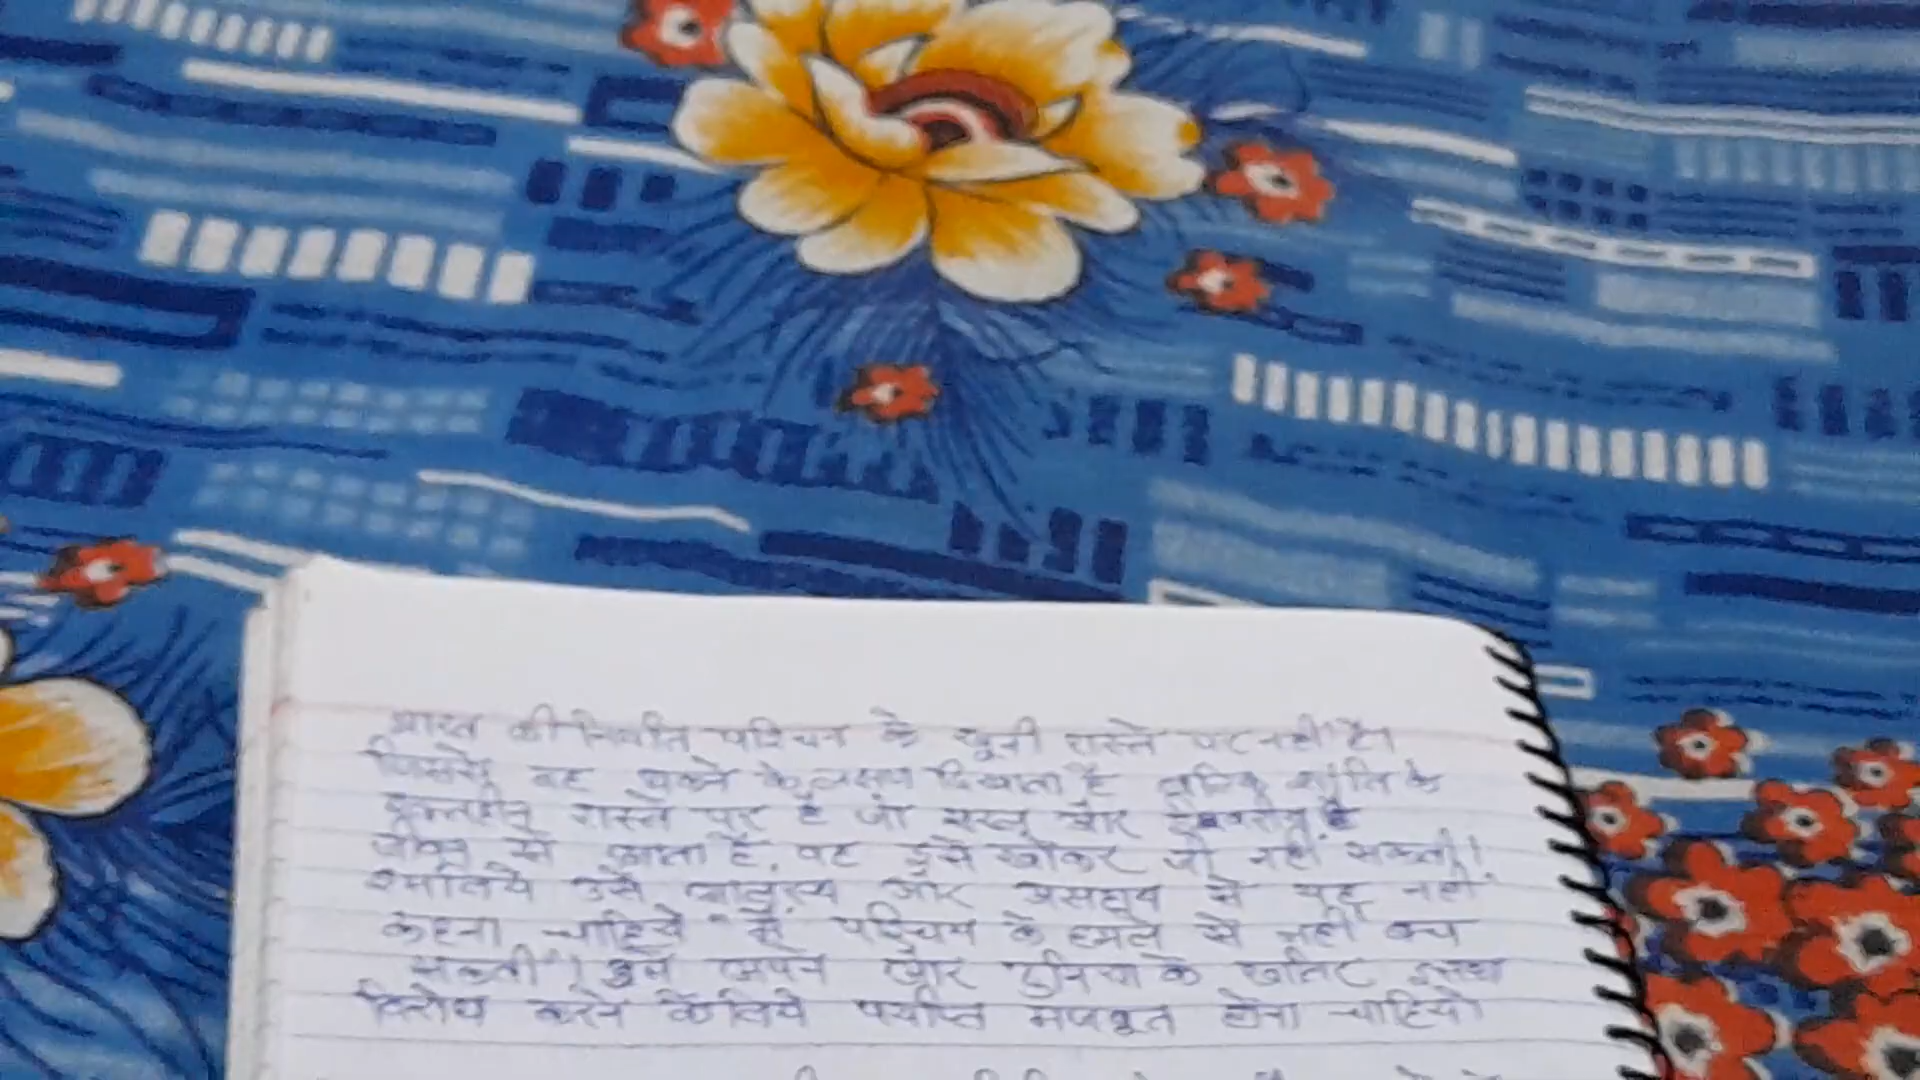 भारत की नियति पश्चिम के खूनी रास्ते पर नहीं है।
जिससे वह थकने के लक्षण दिखाता है बल्कि शांति के
रास्ते पर है जो सरल और
जीवन से आता है. वह इसे खोकर जी नहीं सकती।
इसलिये उसे आलस्य और असहाय में यह नहीं
कहना चाहिये "मैं पश्चिम के हमले से नहीं बच
सकती"। उसे अपने और दुनिया के खातिर इसका
विरोध करने के लिये पर्याप्त मजबूत होना चाहिये।